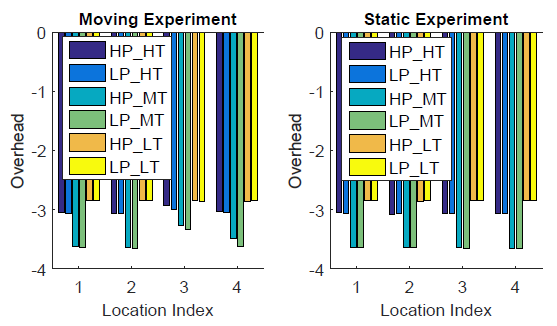 Moving Experiment
0
-1
-2
-3
-4
Overhead
HP_HT
LP_HT
HP_MT
LP_MT
HP_LT
LP_LT
1 2 3 4
Location Index
Static Experiment
0
-1
-2
-3
-4
Overhead
HP_HT
LP_HT
HP_MT
LP_MT
HP_LT
LP_LT
1 2 3 4
Location Index